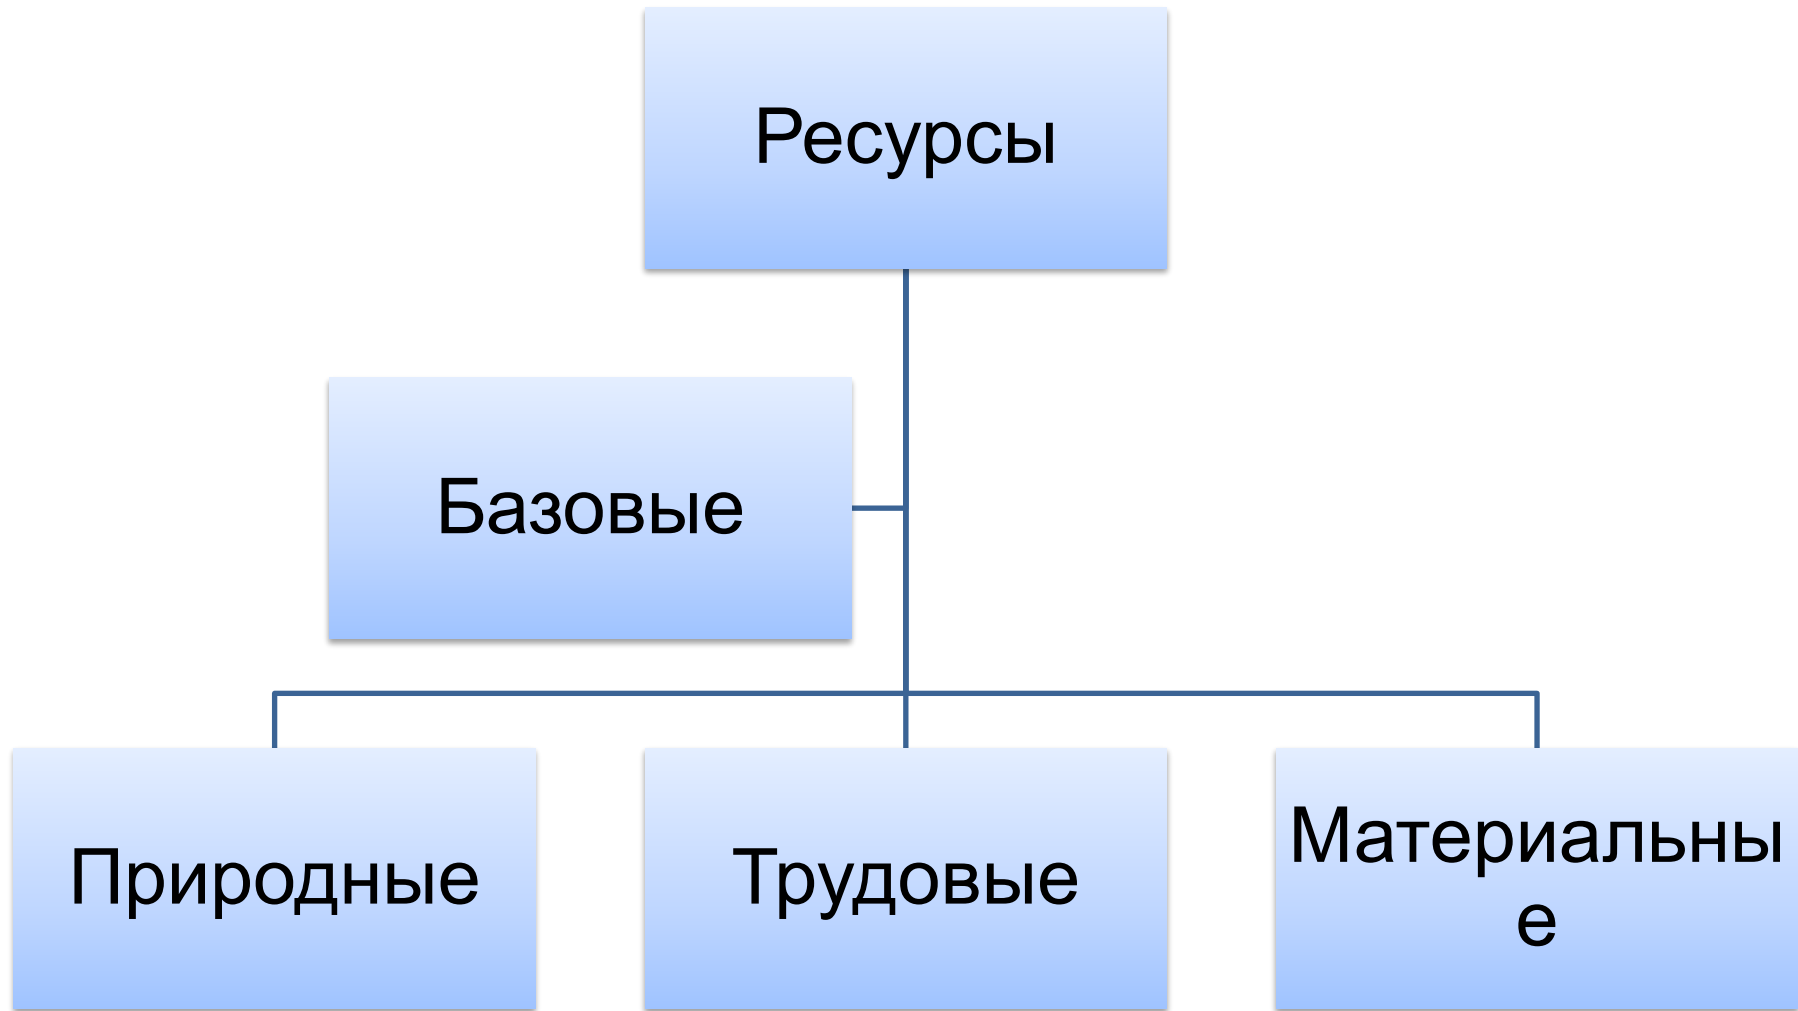 Ресурсы
Базовые
Природные
Трудовые
Материальны
е